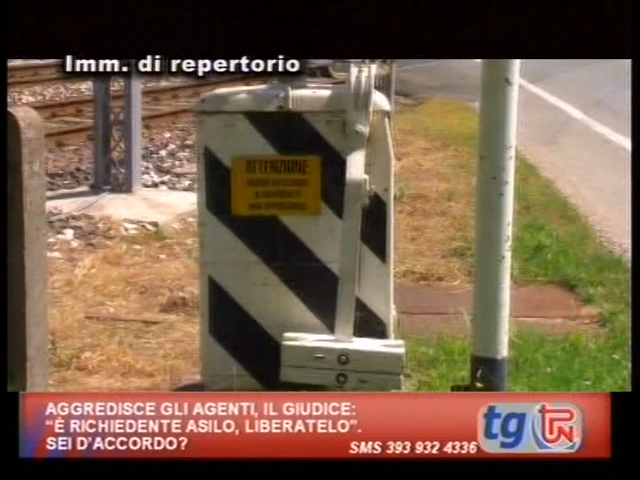 Imm. di repertorio
ATTENZIONE
AGGREDISCE GLI AGENTI, IL GIUDICE:
“È RICHIEDENTE ASILO, LIBERATELO”.
SEI D’ACCORDO?
SMS 393 932 4336
tg TPN